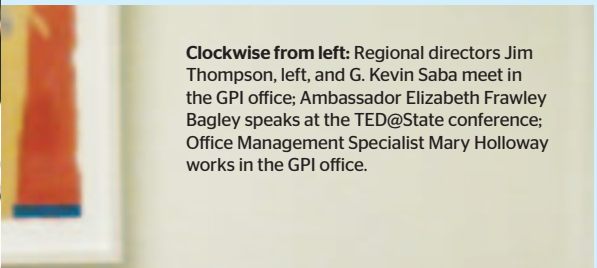 Clockwise from left: Regional directors Jim
Thompson, left, and G. Kevin Saba meet in
the GPI office; Ambassador Elizabeth Frawley
Bagley speaks at the TED@State conference;
Office Management Specialist Mary Holloway
works in the GPI office.